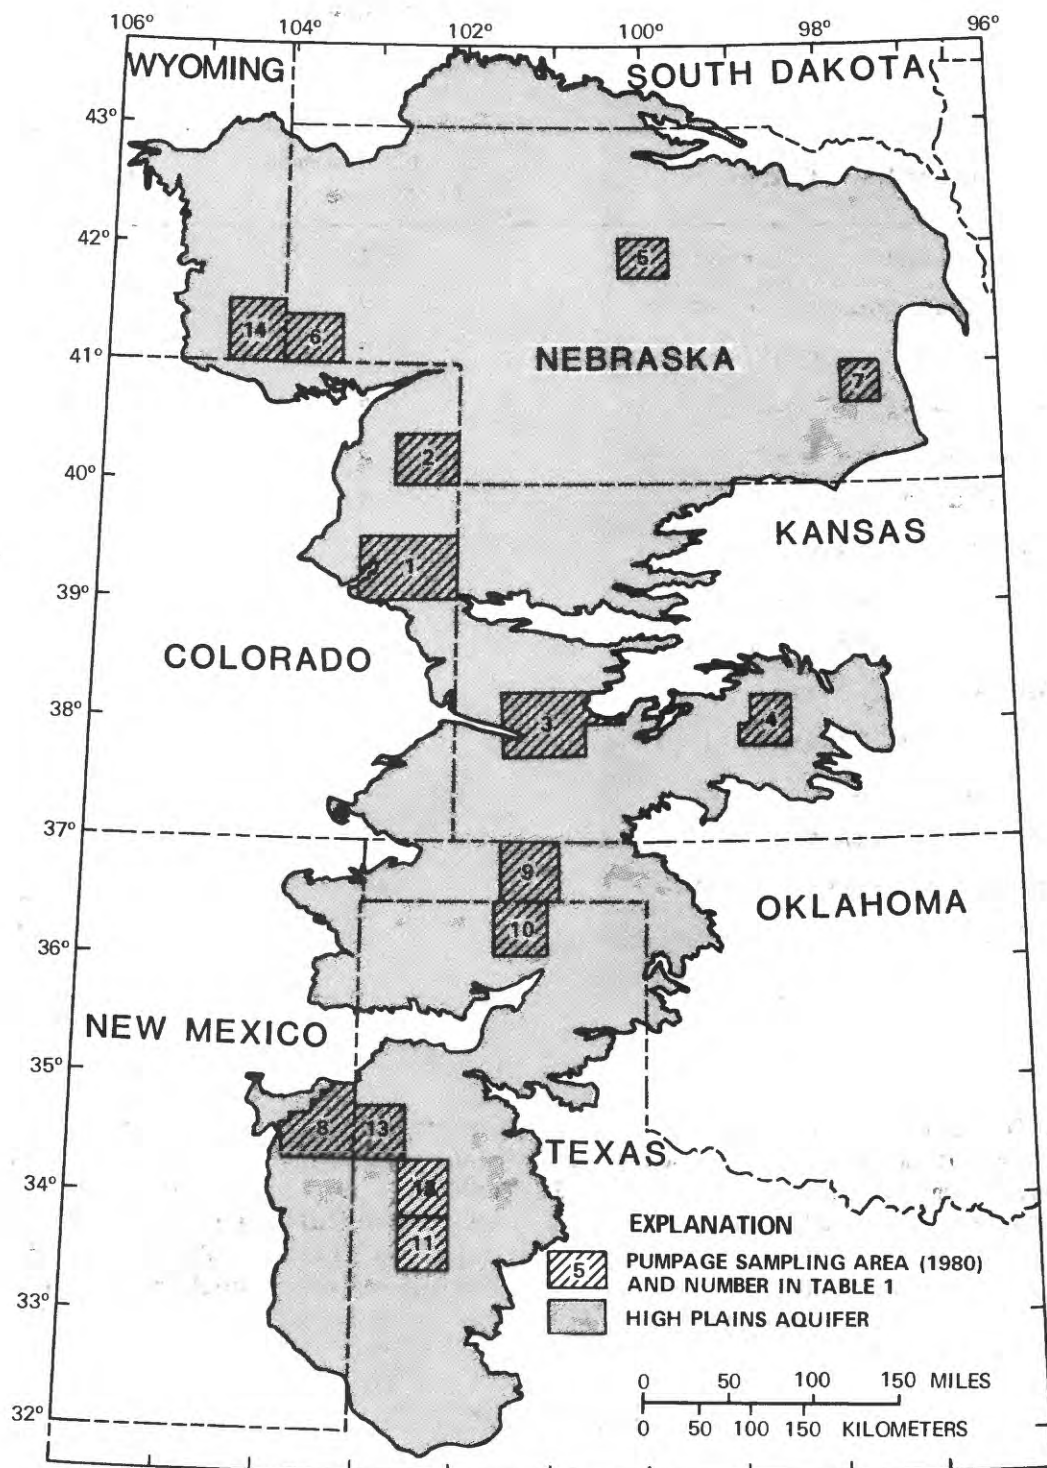 106° 104° 102° 100° 98° 96°
WYOMING
SOUTH DAKOTA
43°
42°
5
14
6
NEBRASKA
41°
7
2
40°
KANSAS
1
39°
COLORADO
3
4
38°
37°
9
OKLAHOMA
10
36°
NEW MEXICO
35°
8
13
TEXAS
34°
11
EXPLANATION
5
PUMPAGE SAMPLING AREA (1980)
AND NUMBER IN TABLE 1
HIGH PLAINS AQUIFER
33°
0 50 100 150 MILES
0 50 100 150 KILOMETERS
32°